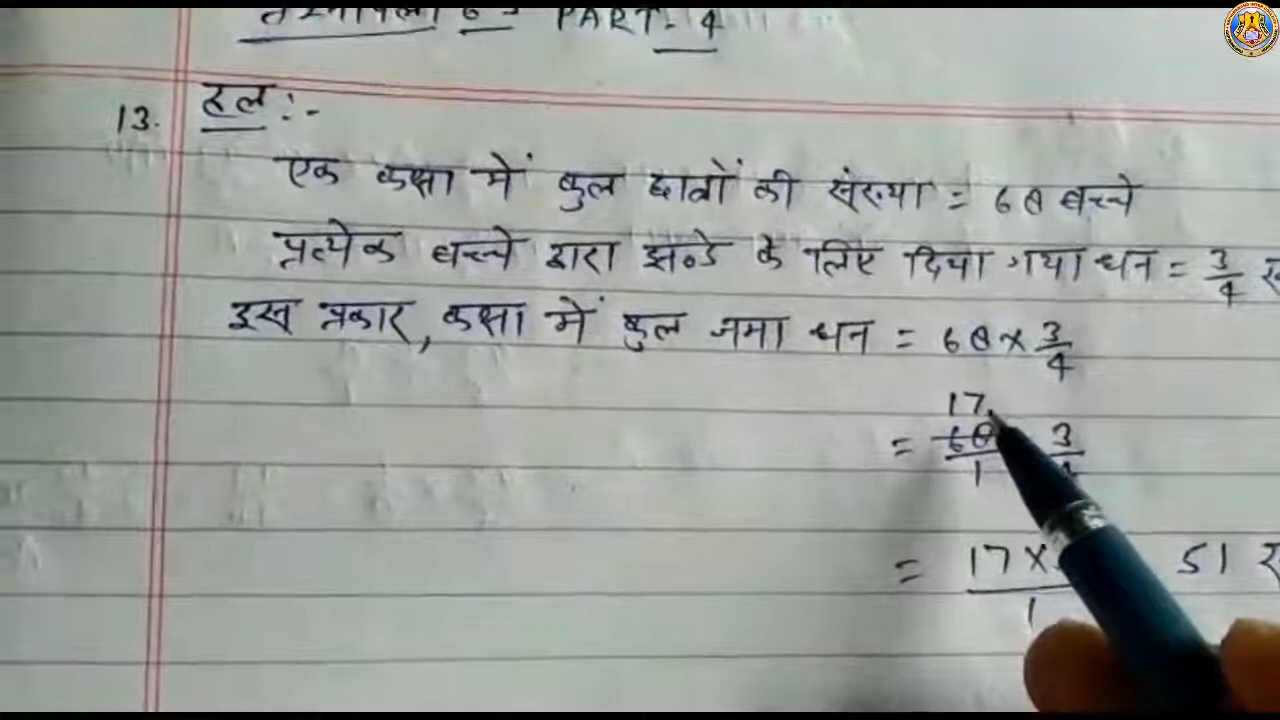 PART-4
13. हल :-
एक कक्षा में कुल छात्रों की संख्या = 68 बच्चे
प्रत्येक बच्चे द्वारा झण्डे के लिए दिया गया धन = 3/4
इस प्रकार, कक्षा में कुल जमा धन = 68 × 3/4
17
= 68/1 3/4
= 17 × /1 51